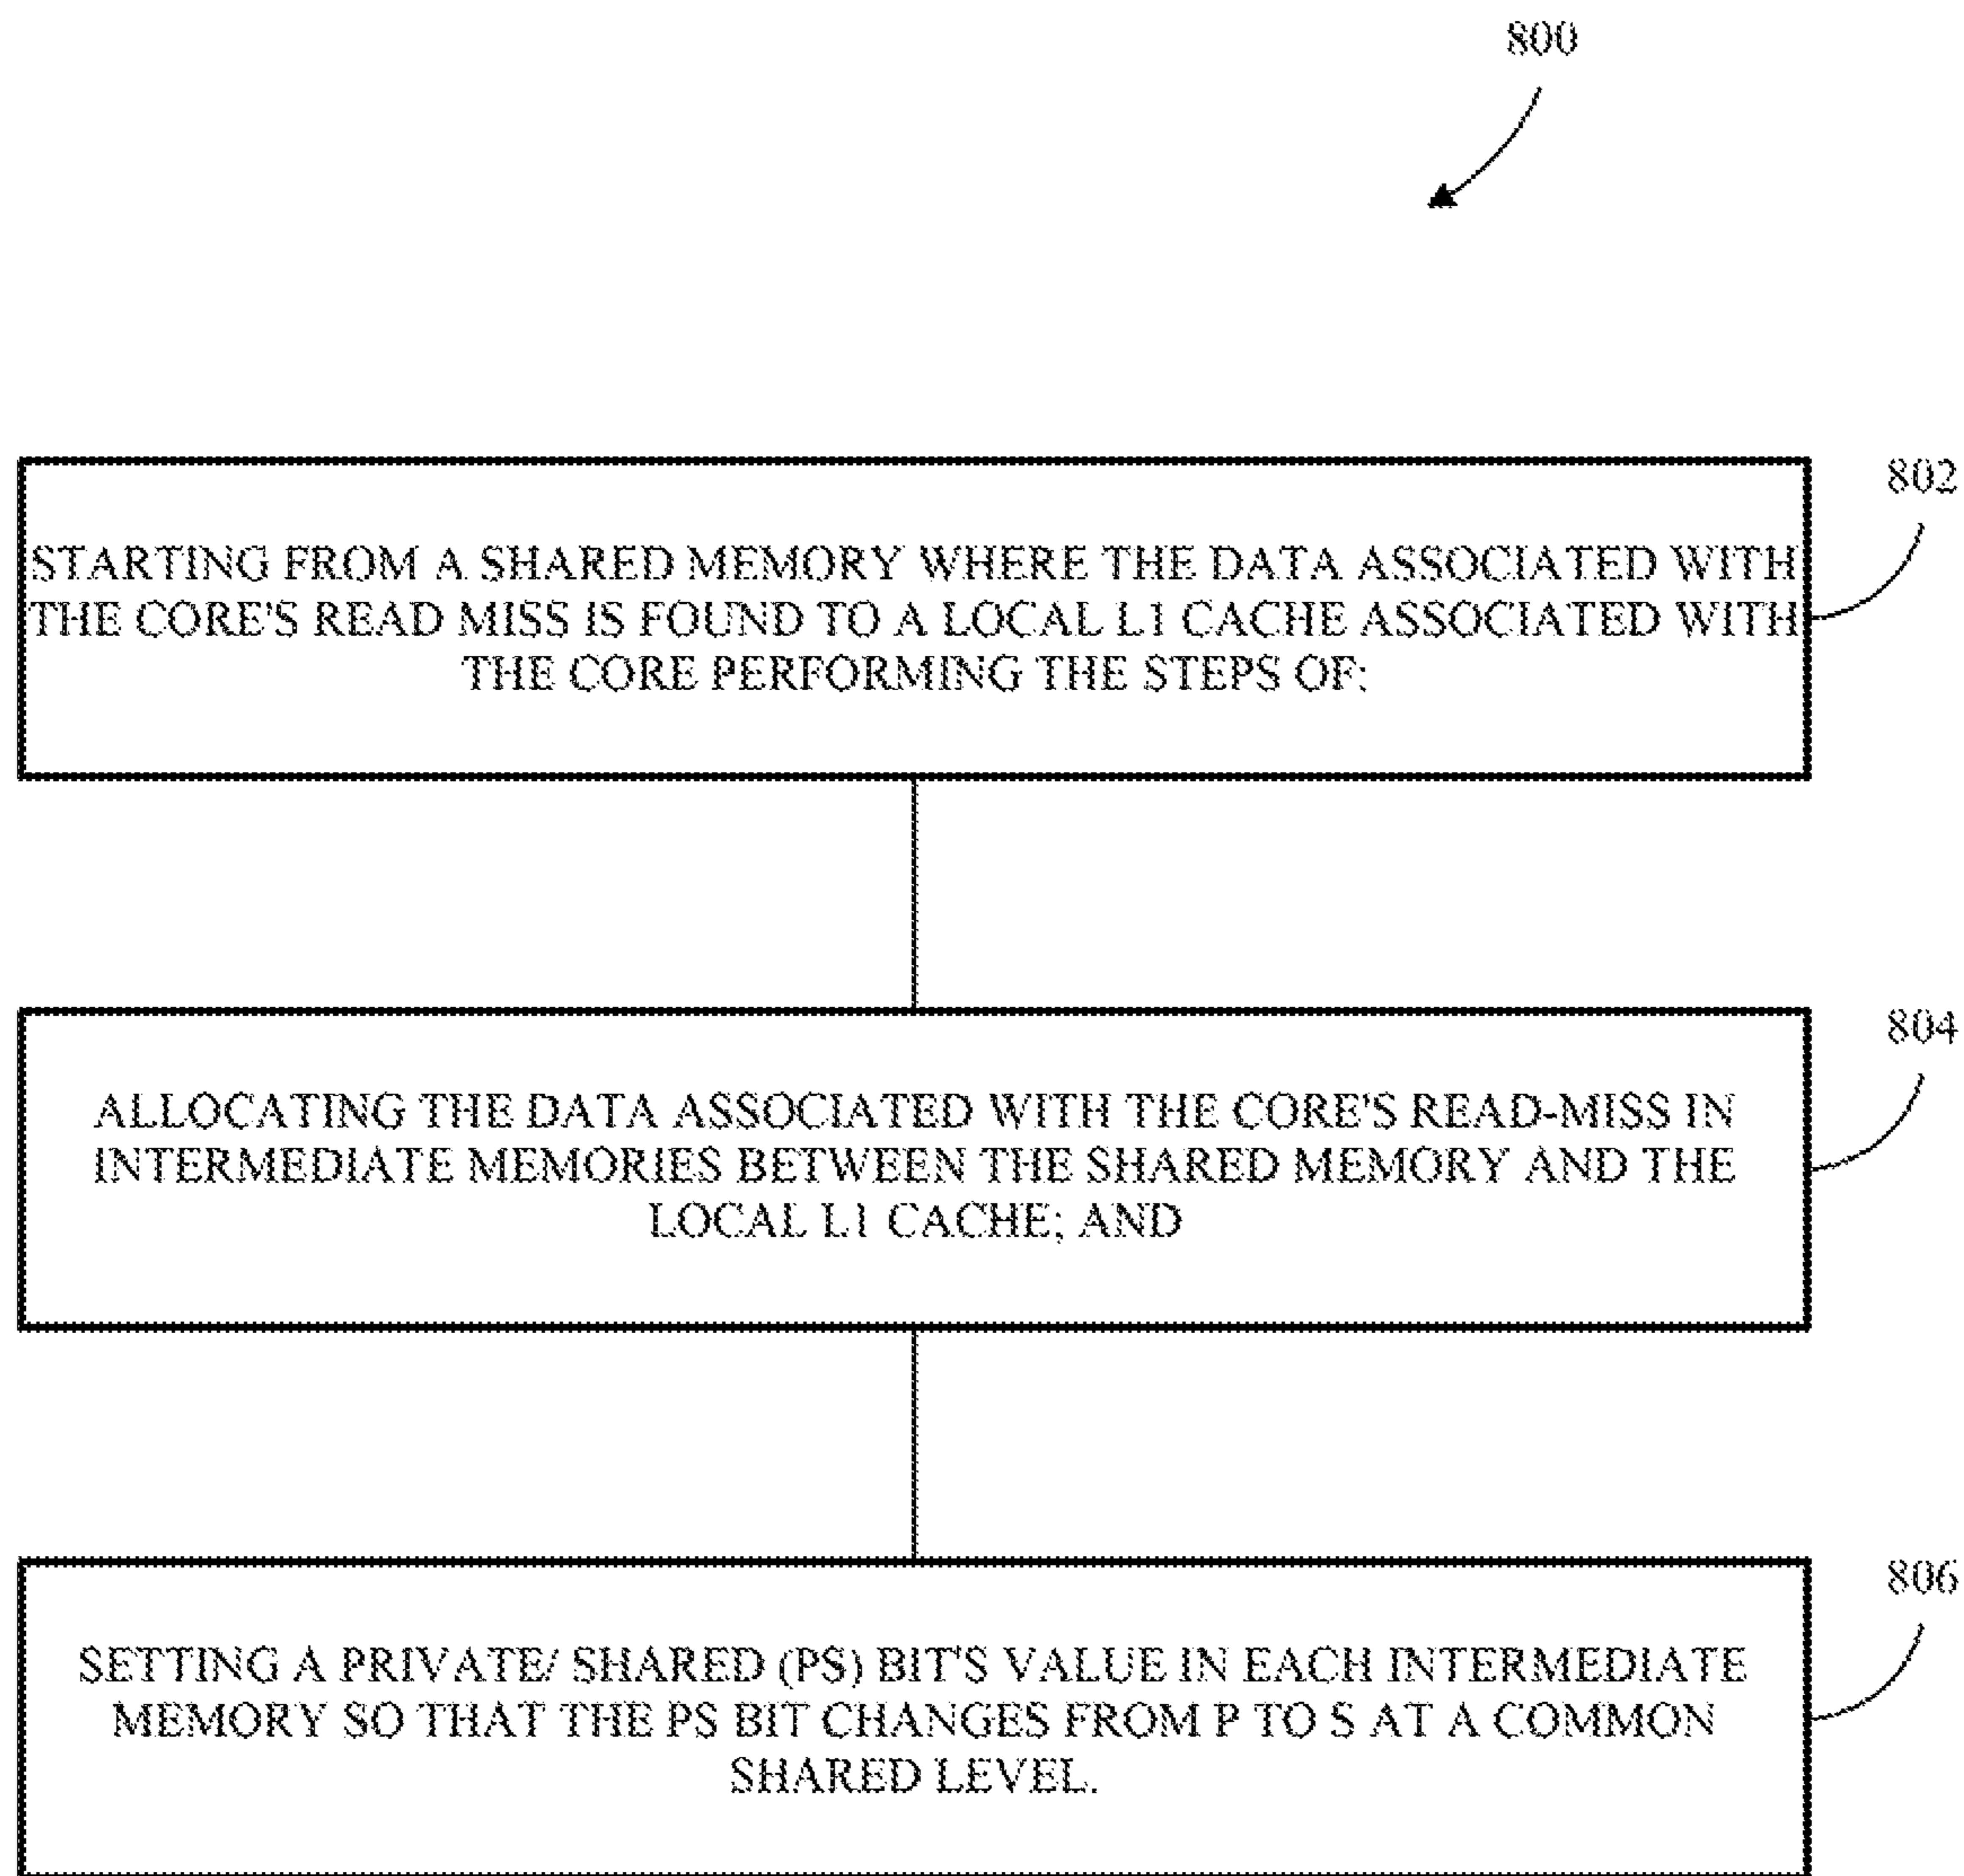 800
802
STARTING FROM A SHARED MEMORY WHERE THE DATA ASSOCIATED WITH
THE CORE'S READ MISS IS FOUND TO A LOCAL L1 CACHE ASSOCIATED WITH
THE CORE PERFORMING THE STEPS OF:
804
ALLOCATING THE DATA ASSOCIATED WITH THE CORE'S READ-MISS IN
INTERMEDIATE MEMORIES BETWEEN THE SHARED MEMORY AND THE
LOCAL L1 CACHE; AND
806
SETTING A PRIVATE/ SHARED (PS) BIT'S VALUE IN EACH INTERMEDIATE
MEMORY SO THAT THE PS BIT CHANGES FROM P TO S AT A COMMON
SHARED LEVEL.